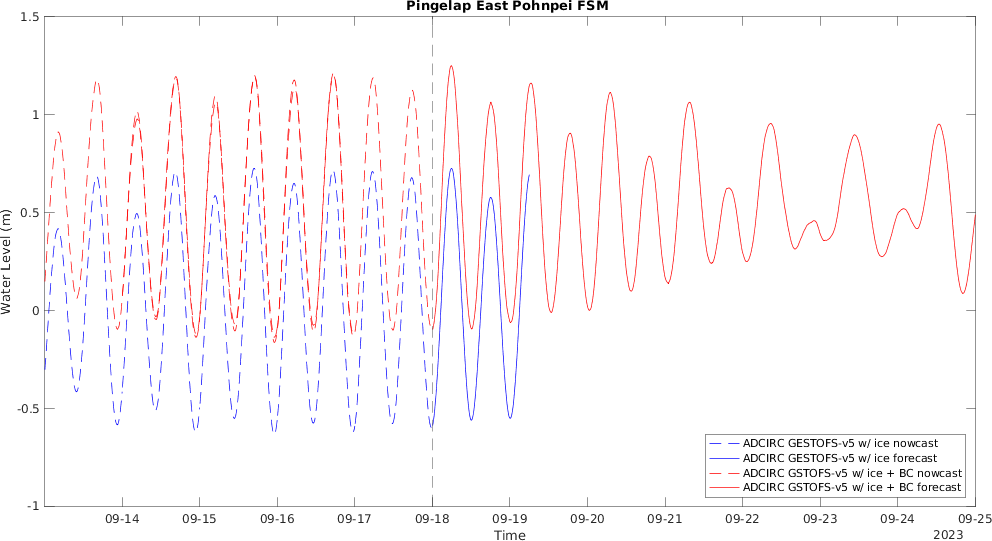 Pingelap East Pohnpei FSM
1.5
1
0.5
0
-0.5
-1
Water Level (m)
ADCIRC GESTOFS-v5 w/ ice nowcast
ADCIRC GESTOFS-v5 w/ ice forecast
ADCIRC GSTOFS-v5 w/ ice + BC nowcast
ADCIRC GSTOFS-v5 w/ ice + BC forecast
09-14 09-15 09-16 09-17 09-18 09-19 09-20 09-21 09-22 09-23 09-24 09-25
Time
2023